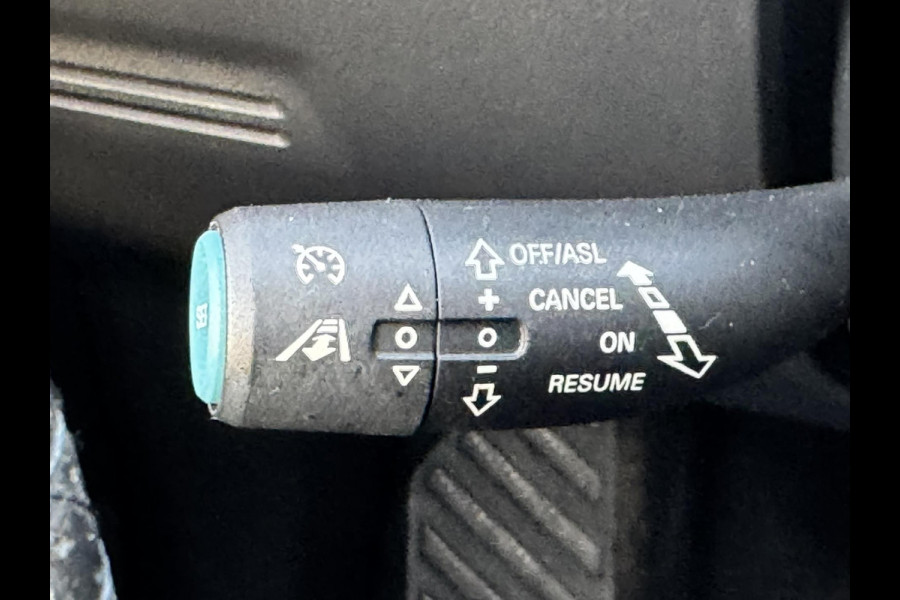 OFF/ASL
+ CANCEL
ON
- RESUME